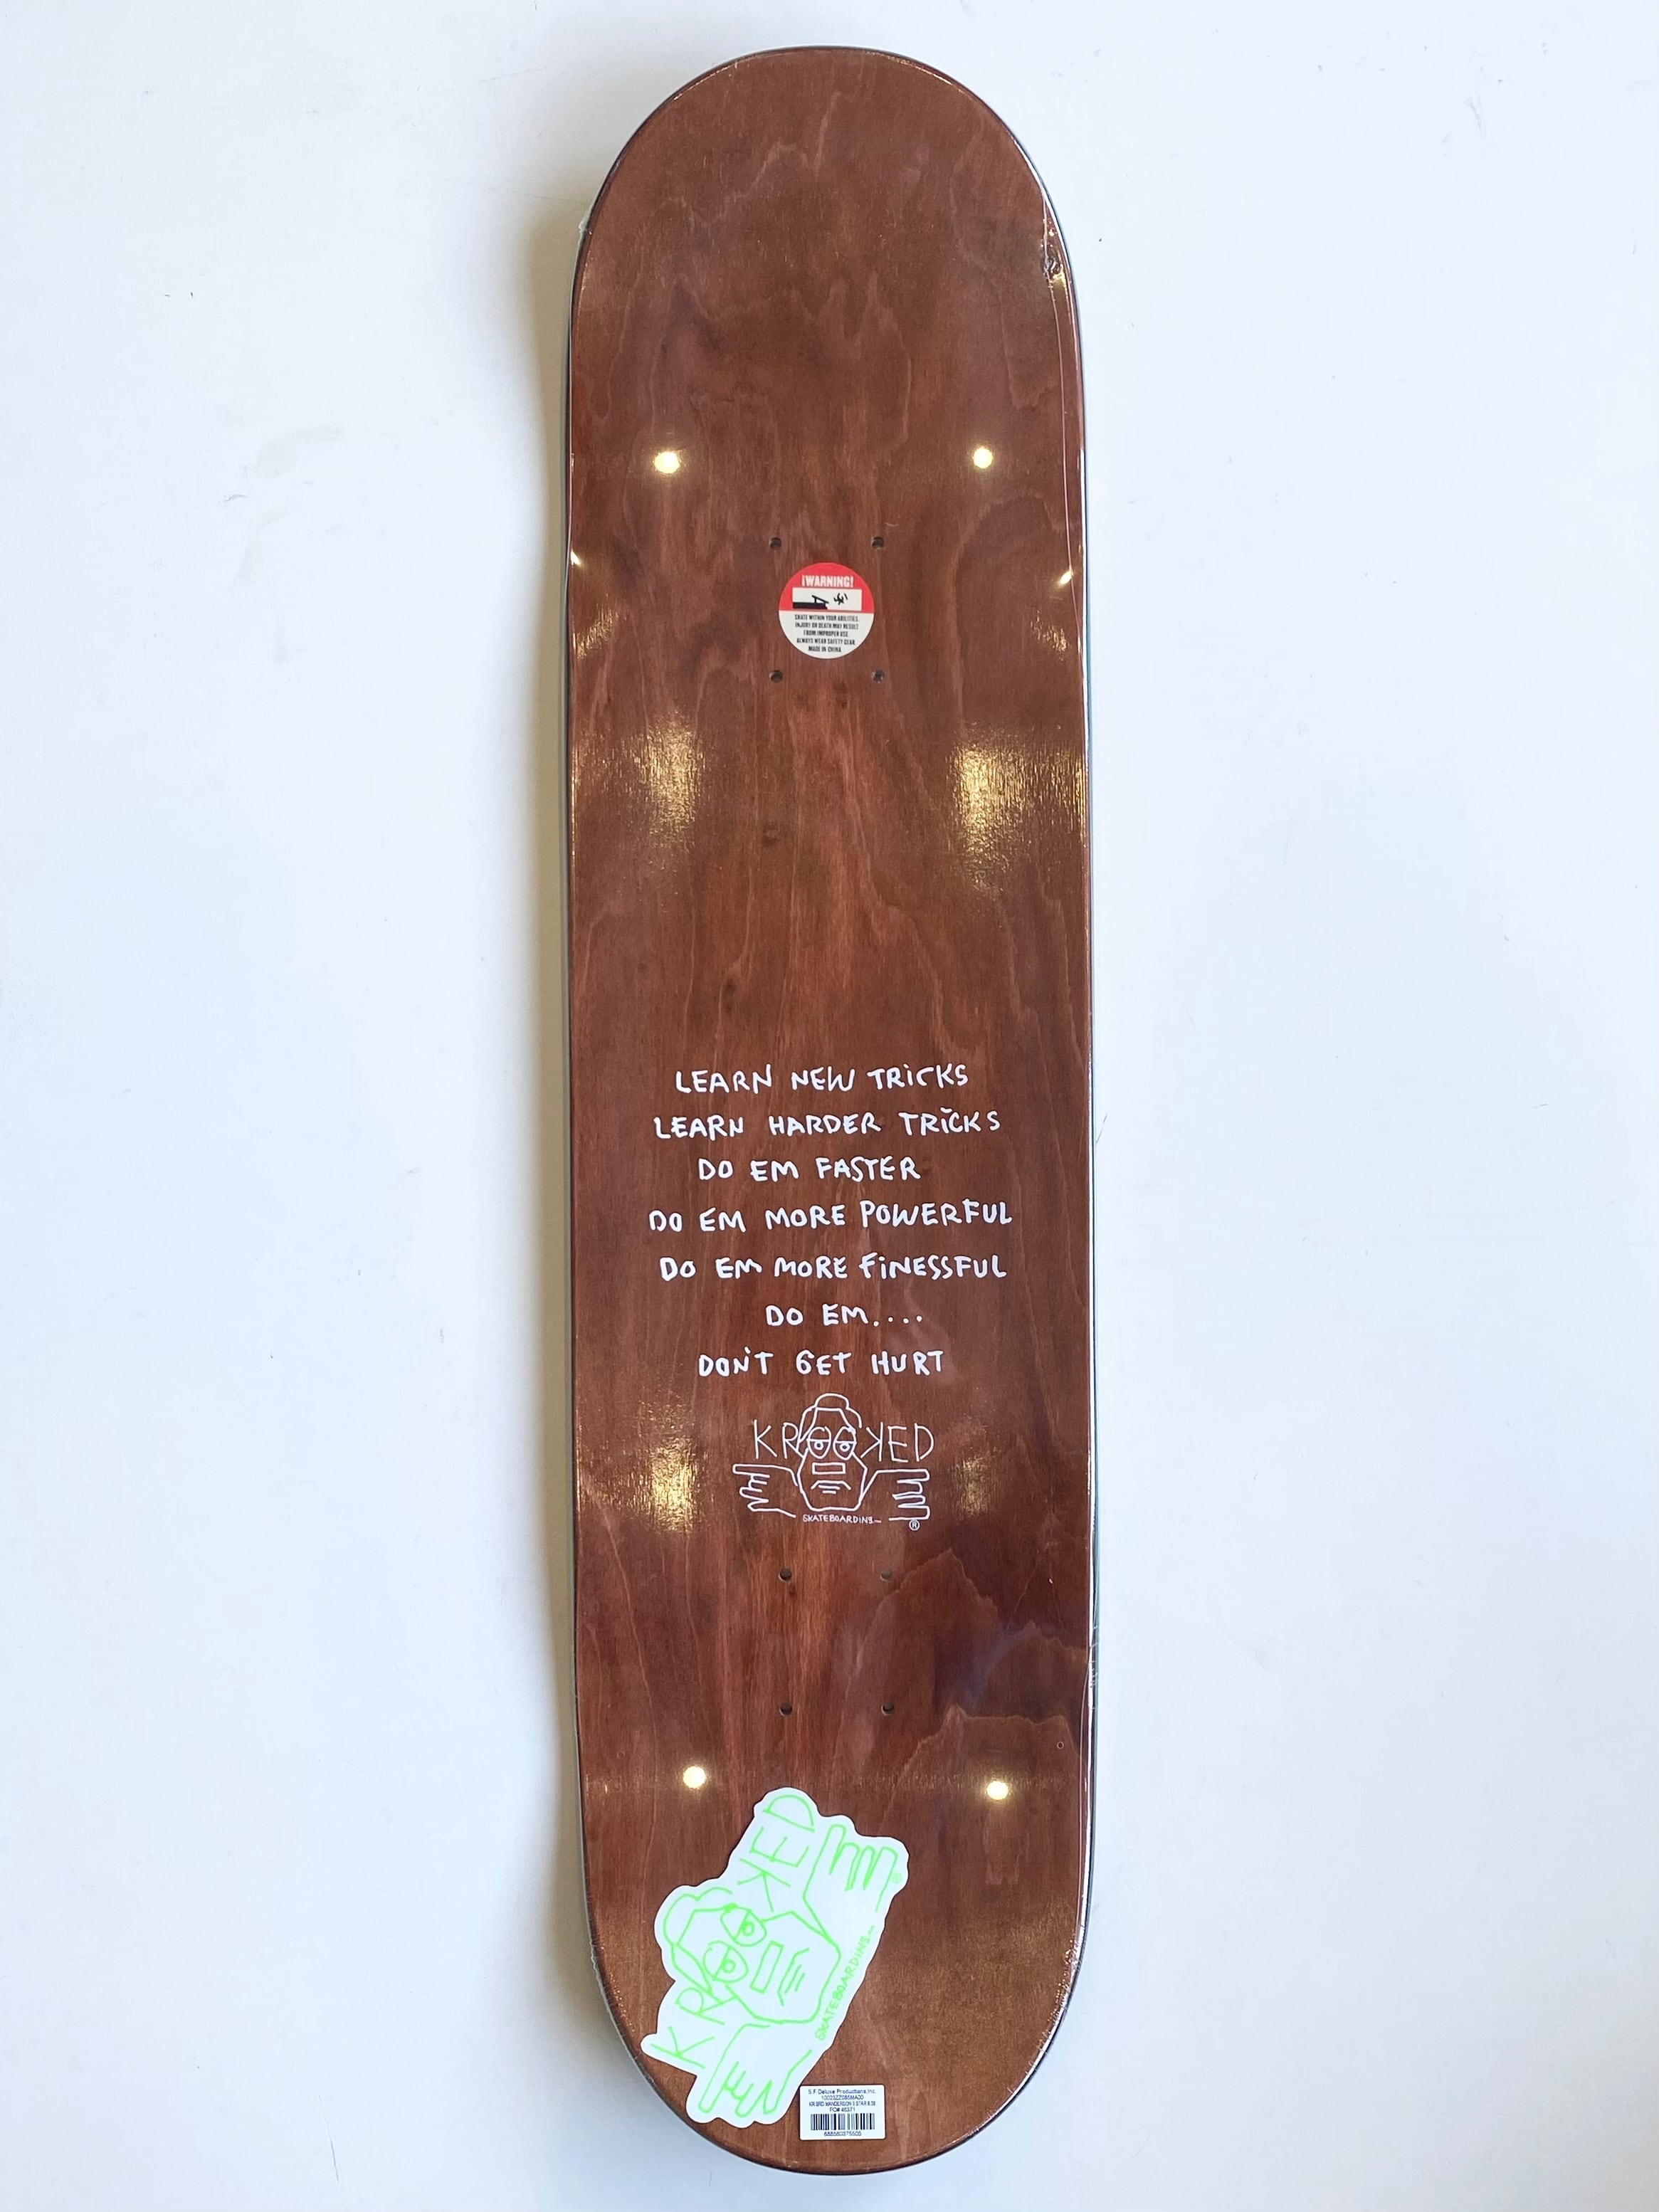 ¡WARNING!
SKATE WITHIN YOUR ABILITIES.
INJURY OR DEATH MAY RESULT
FROM IMPROPER USE.
ALWAYS WEAR SAFETY GEAR
MADE IN CHINA
LEARN NEW TRiCKS
LEARN HARDER TRiCKS
DO EM FASTER
DO EM MORE POWERFUL
DO EM MORE FiNESSFUL
DO EM....
DON'T GET HURT
KROOKED
SKATEBOARDING...
®
KROOKED
SKATEBOARDING...
S.F. Deluxe Productions, Inc.
PO# 46371